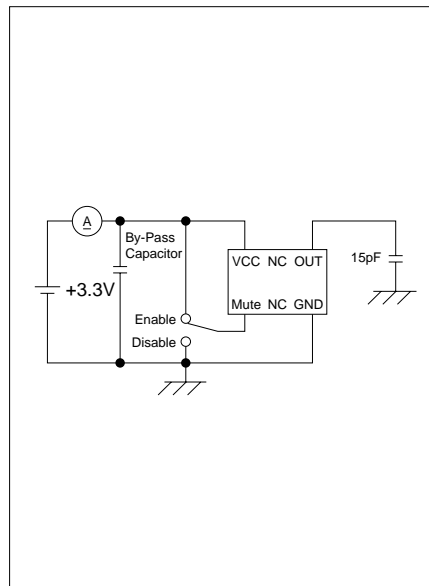 A
By-Pass
Capacitor
+3.3V
VCC NC OUT
15pF
Mute NC GND
Enable
Disable